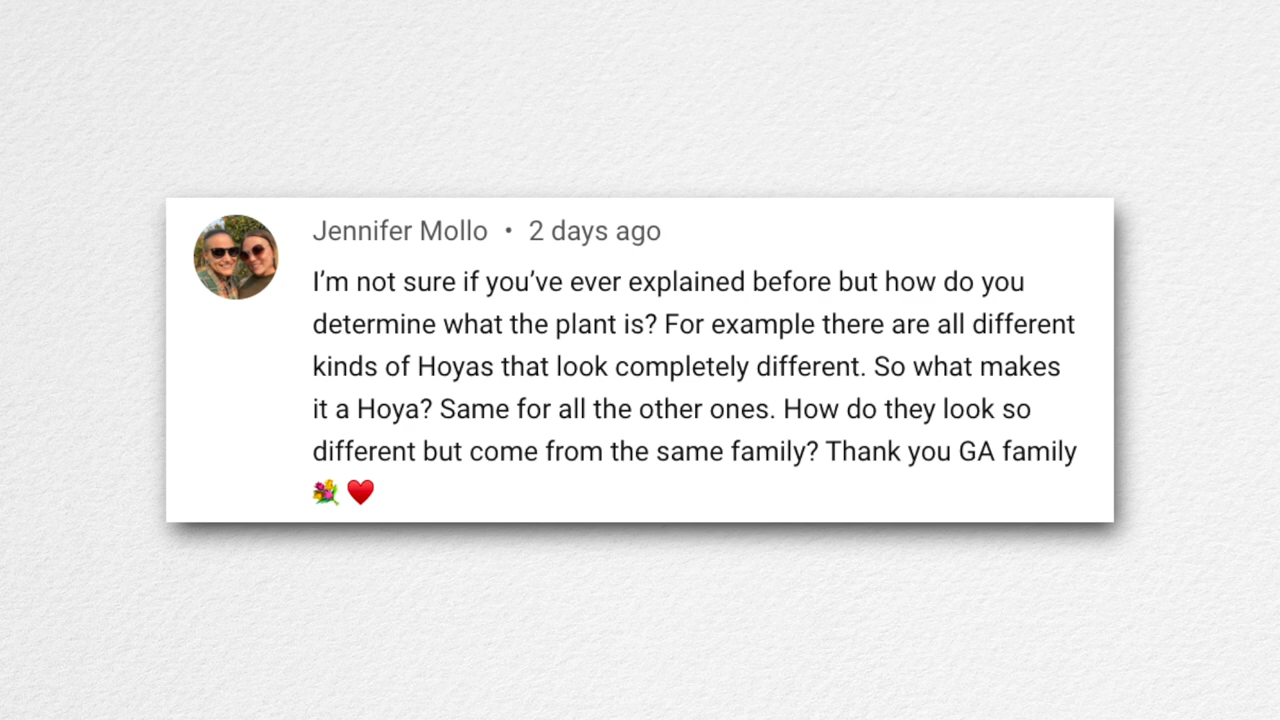 Jennifer Mollo • 2 days ago
I’m not sure if you’ve ever explained before but how do you
determine what the plant is? For example there are all different
kinds of Hoyas that look completely different. So what makes
it a Hoya? Same for all the other ones. How do they look so
different but come from the same family? Thank you GA family
💐 ♥️